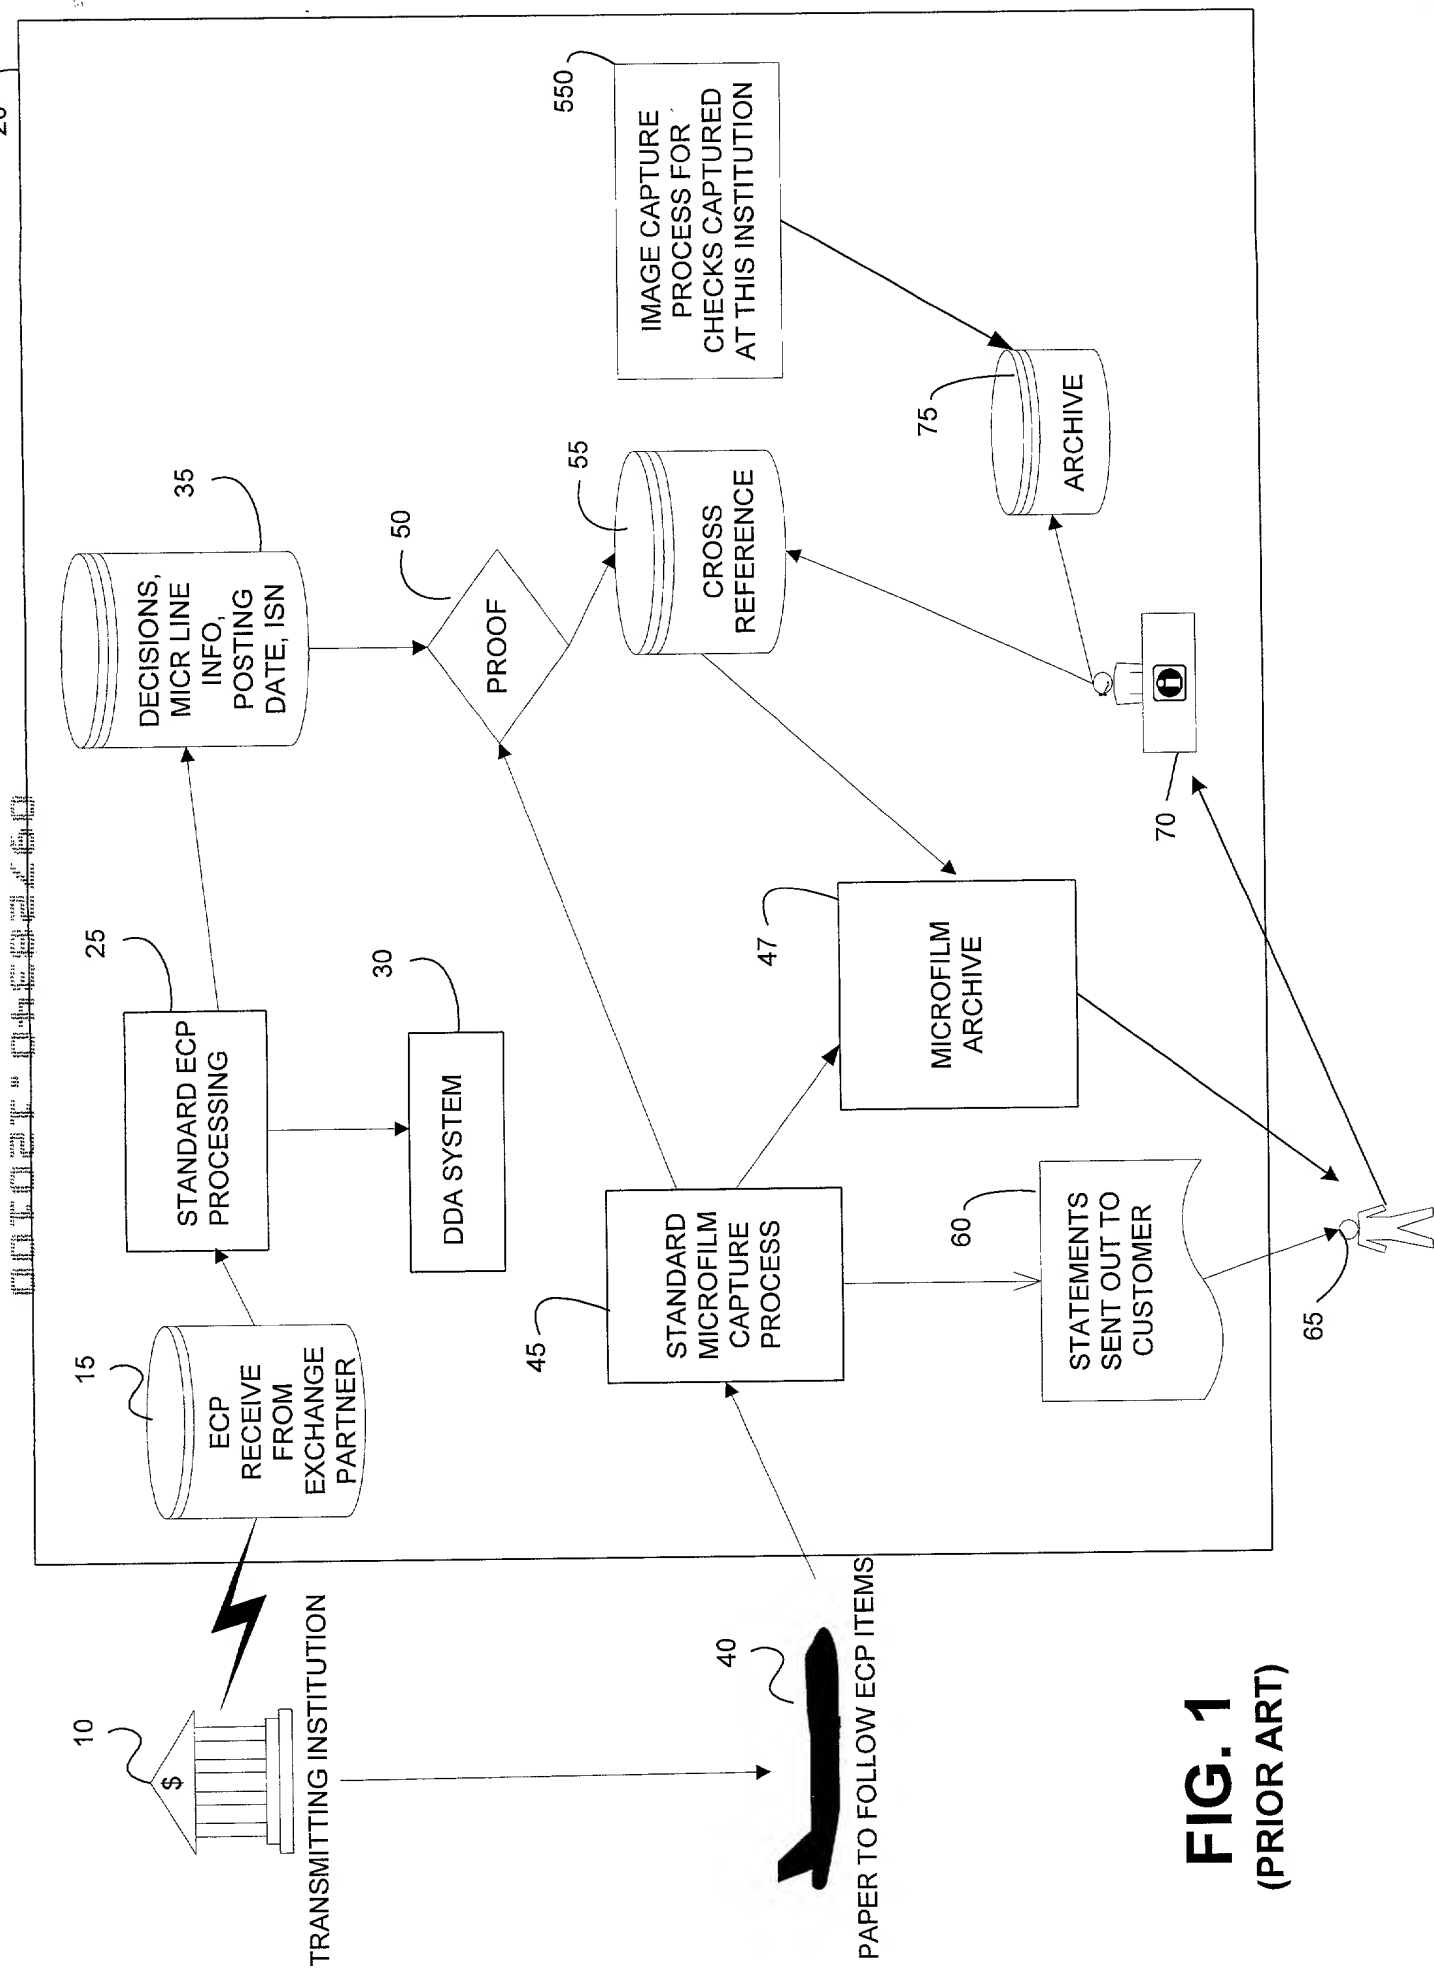 10
$
TRANSMITTING INSTITUTION
15
ECP
RECEIVE
FROM
EXCHANGE
PARTNER
25
STANDARD ECP
PROCESSING
30
DDA SYSTEM
35
DECISIONS,
MICR LINE
INFO,
POSTING
DATE, ISN
50
PROOF
55
CROSS
REFERENCE
550
IMAGE CAPTURE
PROCESS FOR
CHECKS CAPTURED
AT THIS INSTITUTION
40
PAPER TO FOLLOW ECP ITEMS
45
STANDARD
MICROFILM
CAPTURE
PROCESS
47
MICROFILM
ARCHIVE
75
ARCHIVE
60
STATEMENTS
SENT OUT TO
CUSTOMER
65
70
i
FIG. 1
(PRIOR ART)